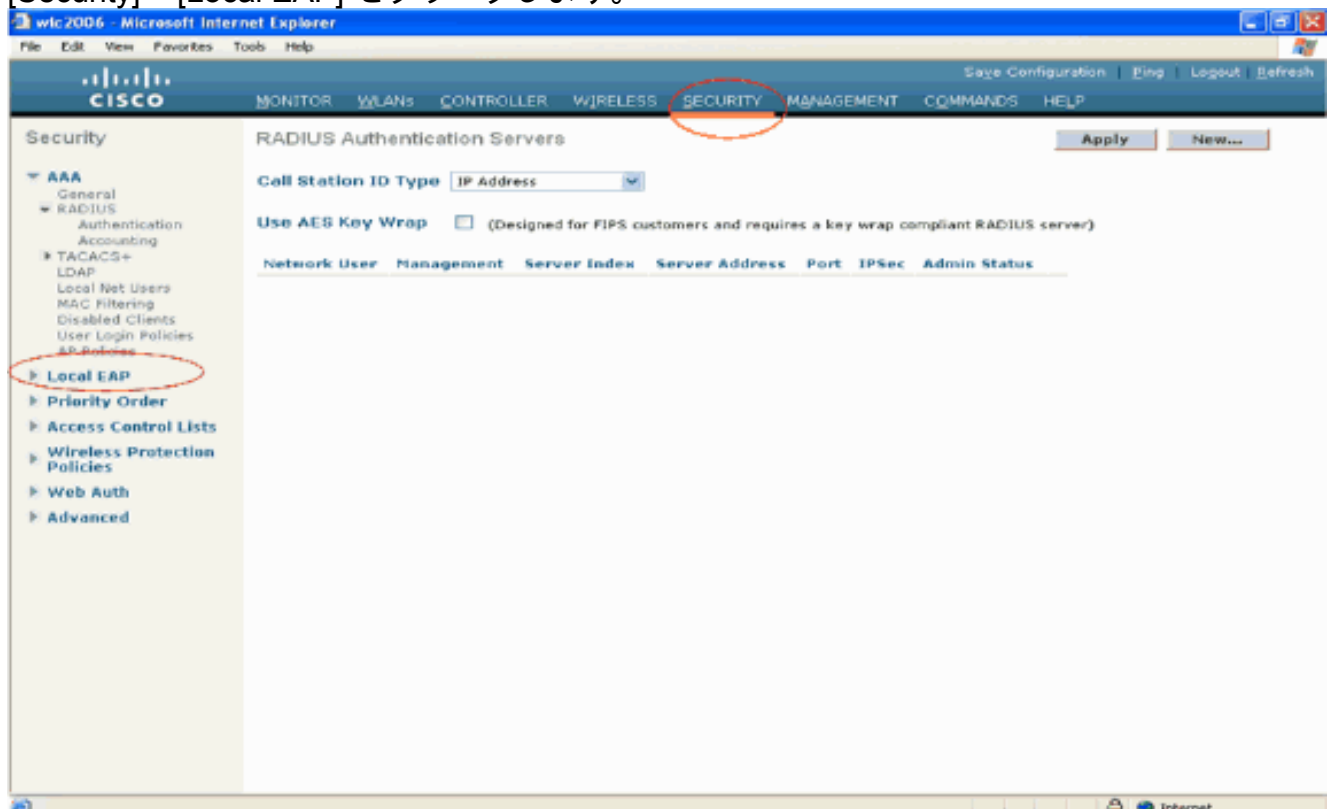 wlc2006 - Microsoft Internet Explorer
File Edit View Favorites Tools Help
Save Configuration | Ping | Logout | Refresh
CISCO
MONITOR WLANs CONTROLLER WIRELESS SECURITY MANAGEMENT COMMANDS HELP
Security
AAA
General
RADIUS
Authentication
Accounting
TACACS+
LDAP
Local Net Users
MAC Filtering
Disabled Clients
User Login Policies
AP Policies
Local EAP
Priority Order
Access Control Lists
Wireless Protection
Policies
Web Auth
Advanced
RADIUS Authentication Servers
Apply New...
Call Station ID Type IP Address
Use AES Key Wrap (Designed for FIPS customers and requires a key wrap compliant RADIUS server)
Network User Management Server Index Server Address Port IPSec Admin Status
Internet